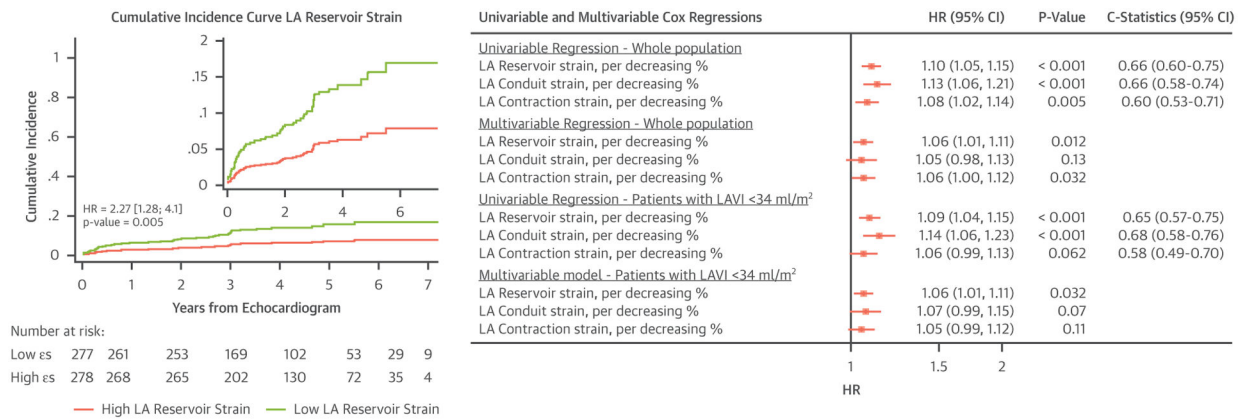 Cumulative Incidence Curve LA Reservoir Strain
Cumulative Incidence
1
.8
.6
.4
.2
0
.2
.15
.1
.05
0
0 2 4 6
HR = 2.27 [1.28; 4.1]
p-value = 0.005
0 1 2 3 4 5 6 7
Years from Echocardiogram
Number at risk:
Low εs 277 261 253 169 102 53 29 9
High εs 278 268 265 202 130 72 35 4
High LA Reservoir Strain Low LA Reservoir Strain
Univariable and Multivariable Cox Regressions HR (95% CI) P-Value C-Statistics (95% CI)
Univariable Regression - Whole population
LA Reservoir strain, per decreasing % 1.10 (1.05, 1.15) < 0.001 0.66 (0.60-0.75)
LA Conduit strain, per decreasing % 1.13 (1.06, 1.21) < 0.001 0.66 (0.58-0.74)
LA Contraction strain, per decreasing % 1.08 (1.02, 1.14) 0.005 0.60 (0.53-0.71)
Multivariable Regression - Whole population
LA Reservoir strain, per decreasing % 1.06 (1.01, 1.11) 0.012
LA Conduit strain, per decreasing % 1.05 (0.98, 1.13) 0.13
LA Contraction strain, per decreasing % 1.06 (1.00, 1.12) 0.032
Univariable Regression - Patients with LAVI <34 ml/m²
LA Reservoir strain, per decreasing % 1.09 (1.04, 1.15) < 0.001 0.65 (0.57-0.75)
LA Conduit strain, per decreasing % 1.14 (1.06, 1.23) < 0.001 0.68 (0.58-0.76)
LA Contraction strain, per decreasing % 1.06 (0.99, 1.13) 0.062 0.58 (0.49-0.70)
Multivariable model - Patients with LAVI <34 ml/m²
LA Reservoir strain, per decreasing % 1.06 (1.01, 1.11) 0.032
LA Conduit strain, per decreasing % 1.07 (0.99, 1.15) 0.07
LA Contraction strain, per decreasing % 1.05 (0.99, 1.12) 0.11
1 1.5 2
HR